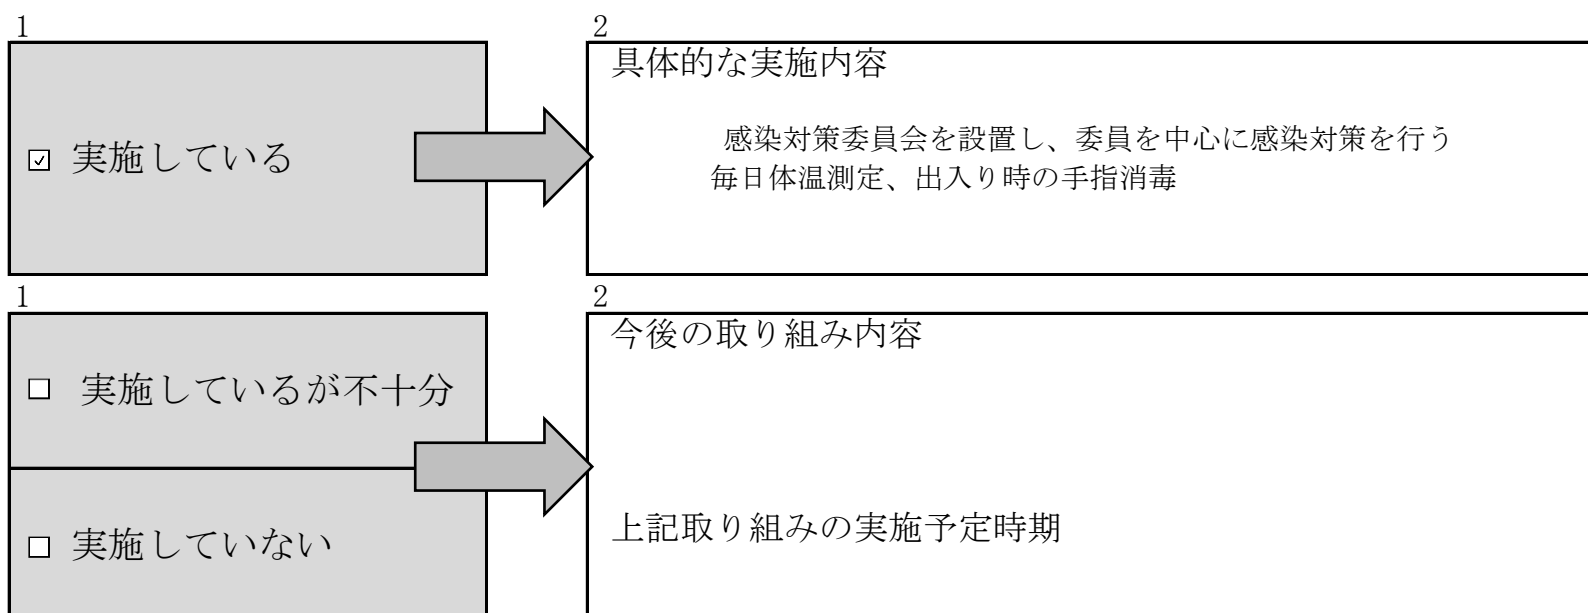 1
2
☑ 実施している
具体的な実施内容
感染対策委員会を設置し、委員を中心に感染対策を行う
毎日体温測定、出入り時の手指消毒
1
2
☐ 実施しているが不十分
☐ 実施していない
今後の取り組み内容
上記取り組みの実施予定時期